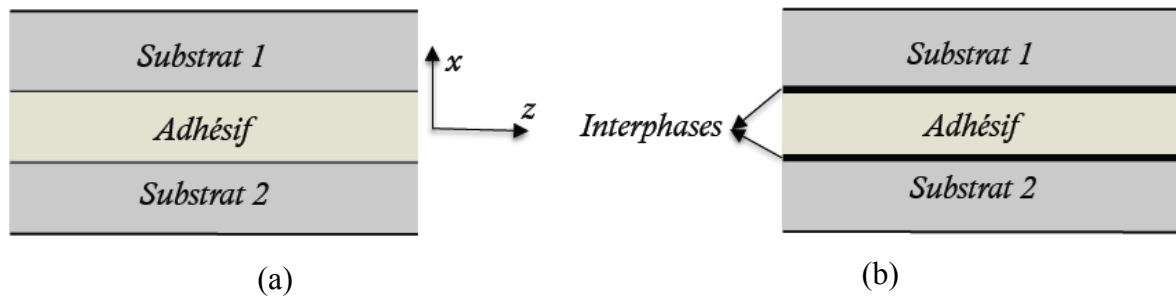 Substrat 1
Adhésif
Substrat 2
x
z
(a)
Interphases
Substrat 1
Adhésif
Substrat 2
(b)